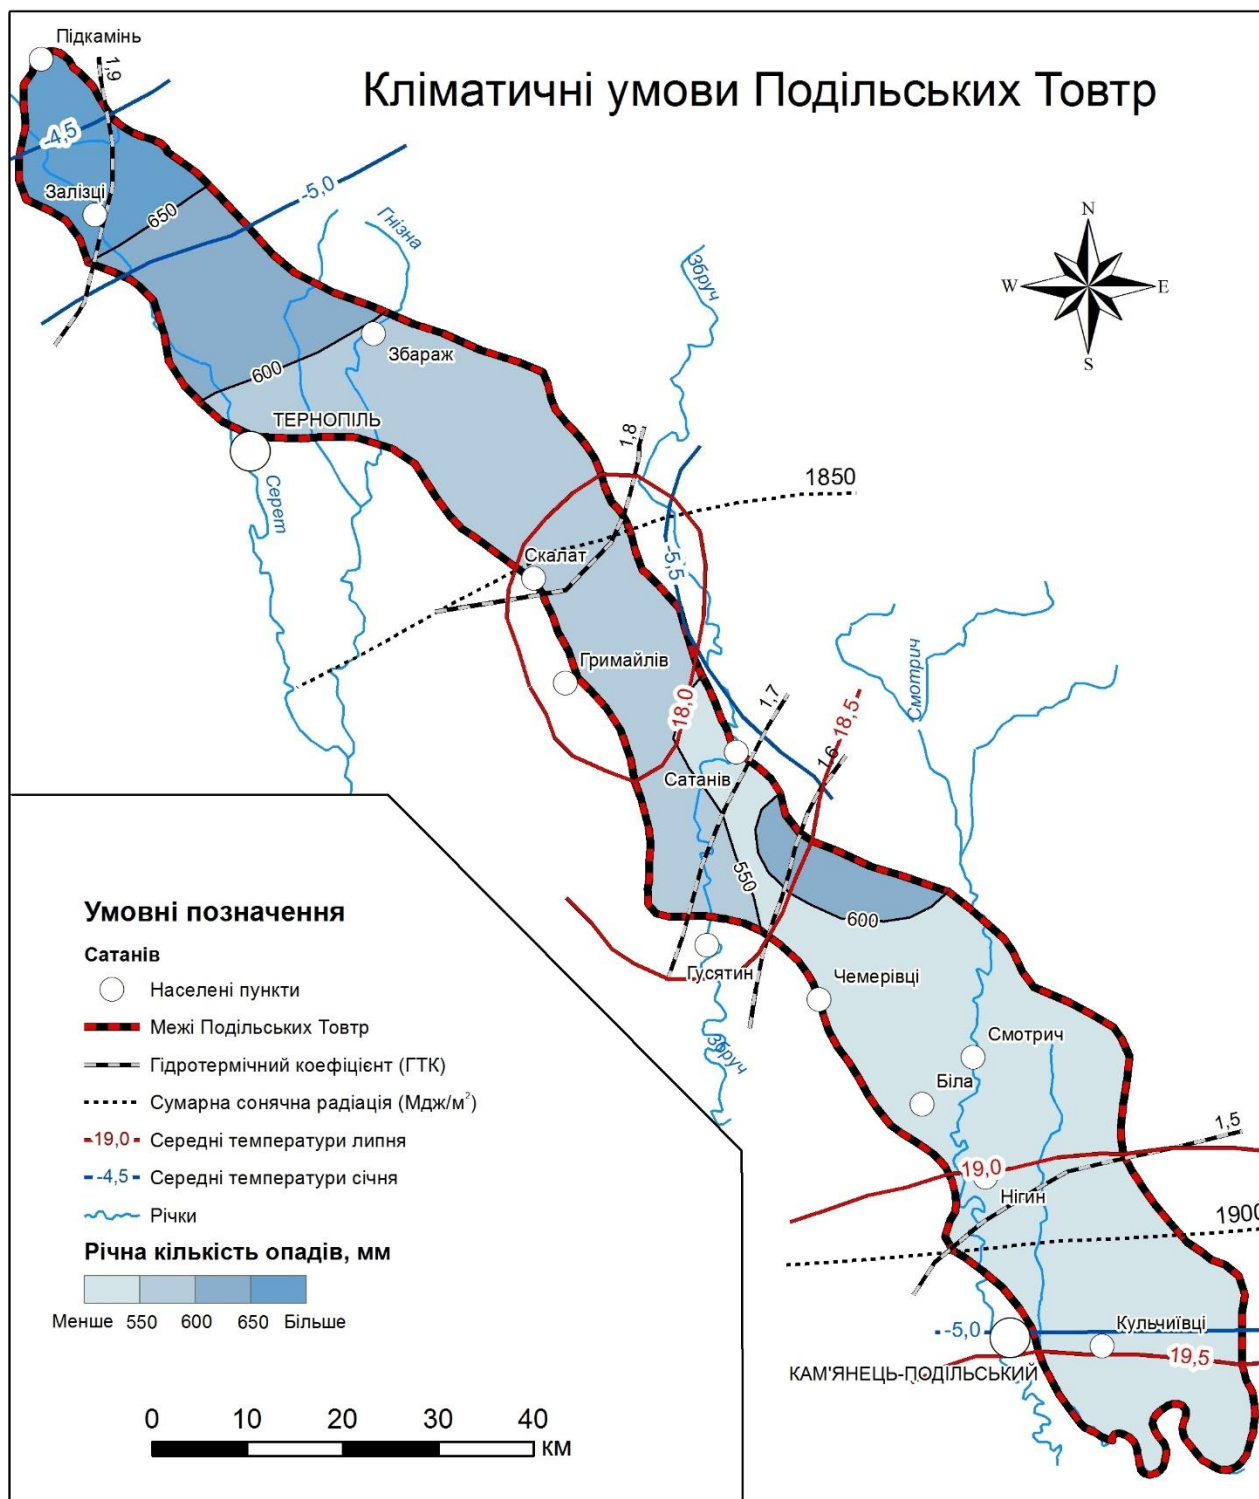 Підкамінь
1,9
Кліматичні умови Подільських Товтр
-4,5
-5,0
Залізці
650
Гнізна
N
W
E
S
Збруч
Збараж
600
ТЕРНОПІЛЬ
1,8
1850
Серет
Скалат
-5,5
Гримайлів
Смотрич
18,0
1,7
18,5
1,6
Сатанів
550
600
Гусятин
Чемерівці
Збруч
Смотрич
Біла
1,5
19,0
Нігин
1900
-5,0
Кульчиївці
19,5
КАМ'ЯНЕЦЬ-ПОДІЛЬСЬКИЙ
Умовні позначення
Сатанів
Населені пункти
Межі Подільських Товтр
Гідротермічний коефіцієнт (ГТК)
Сумарна сонячна радіація (Мдж/м²)
-19,0 - Середні температури липня
-4,5 - Середні температури січня
Річки
Річна кількість опадів, мм
Менше 550 600 650 Більше
0 10 20 30 40
КМ